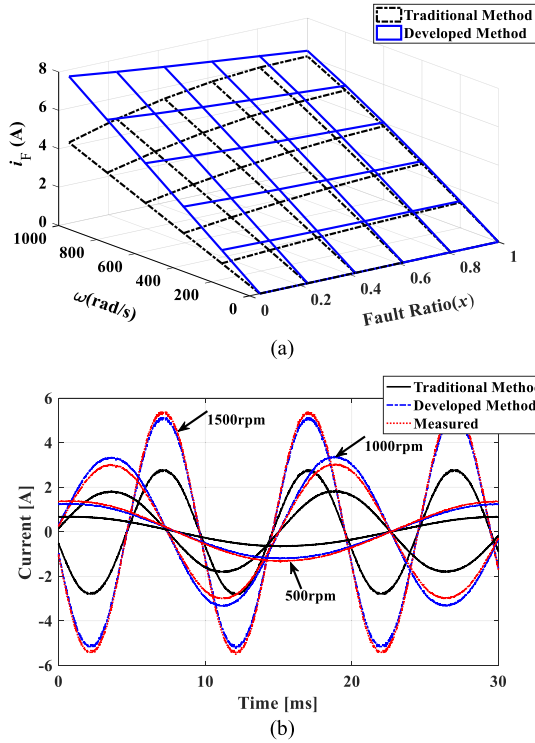 Traditional Method
Developed Method
8
6
4
2
0
i_F (A)
1000
800
600
400
200
0
ω(rad/s)
0
0.2
0.4
0.6
0.8
1
Fault Ratio(x)
(a)
Traditional Method
Developed Method
Measured
1500rpm
1000rpm
500rpm
6
4
2
0
-2
-4
-6
Current [A]
0
10
20
30
Time [ms]
(b)